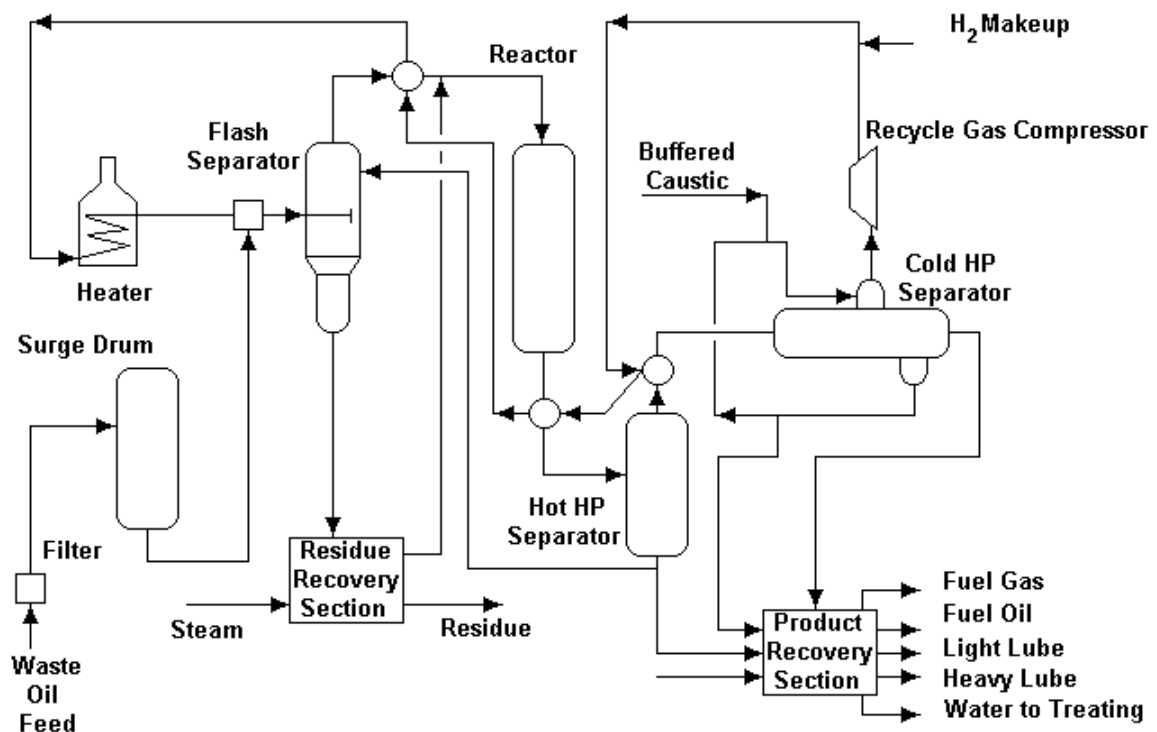 H2 Makeup
Reactor
Recycle Gas Compressor
Flash
Separator
Buffered
Caustic
Cold HP
Separator
Heater
Surge Drum
Hot HP
Separator
Filter
Residue
Recovery
Section
Steam
Residue
Waste
Oil
Feed
Product
Recovery
Section
Fuel Gas
Fuel Oil
Light Lube
Heavy Lube
Water to Treating